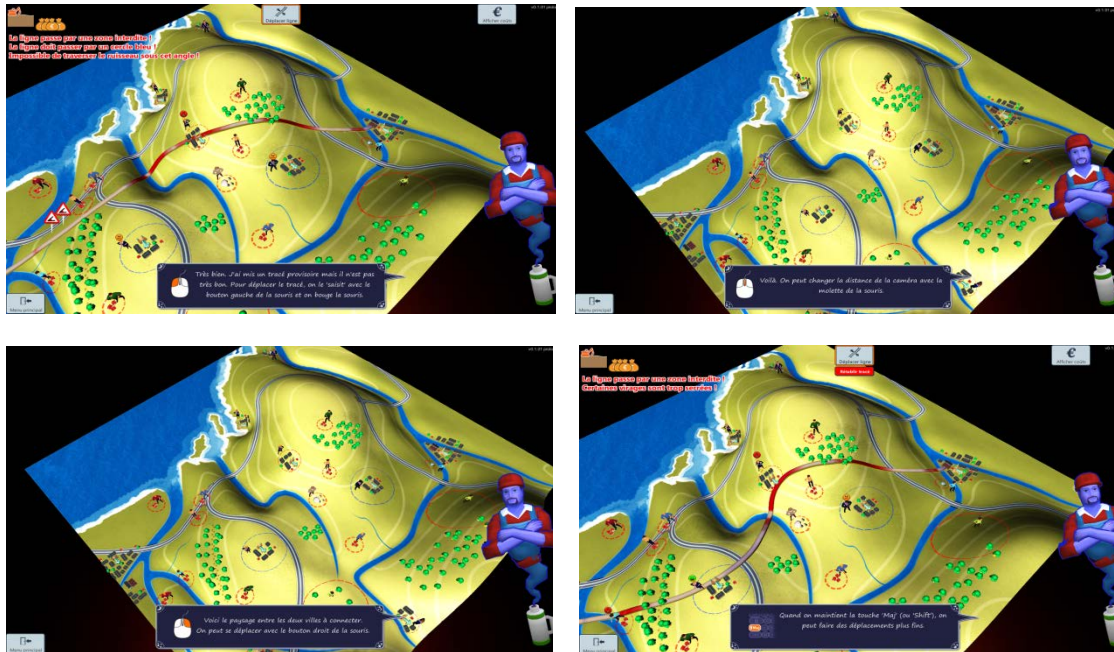 v0.1.01 
Déplacer ligne
Afficher coûts
La ligne passe par une zone interdite !
La ligne doit passer par un cercle bleu !
Impossible de traverser le ruisseau sous cet angle !
Très bien. J'ai mis un tracé provisoire mais il n'est pas
très bon. Pour déplacer le tracé, on le 'saisit' avec le
bouton gauche de la souris et on bouge la souris.
Menu principal
Voilà. On peut changer la distance de la caméra avec la
molette de la souris.
Menu principal
Voici le paysage entre les deux villes à connecter.
On peut se déplacer avec le bouton droit de la souris.
Menu principal
Déplacer ligne
Rétablir tracé
Afficher coûts
La ligne passe par une zone interdite !
Certaines virages sont trop serrées !
Quand on maintient la touche 'Maj' (ou 'Shift'), on
peut faire des déplacements plus fins.
Menu principal